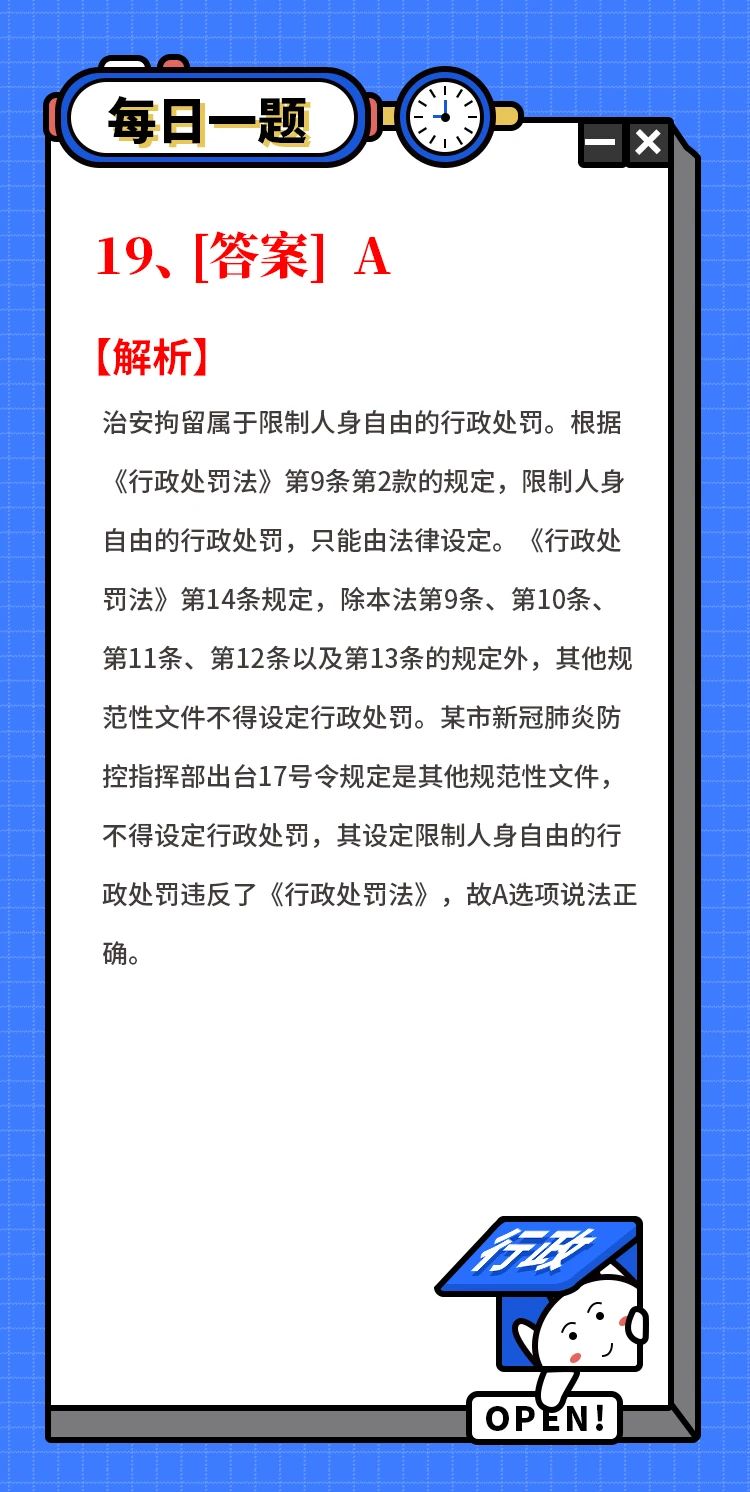 每日一题
19、[答案] A
【解析】
治安拘留属于限制人身自由的行政处罚。根据
《行政处罚法》第9条第2款的规定，限制人身
自由的行政处罚，只能由法律设定。《行政处
罚法》第14条规定，除本法第9条、第10条、
第11条、第12条以及第13条的规定外，其他规
范性文件不得设定行政处罚。某市新冠肺炎防
控指挥部出台17号令规定是其他规范性文件，
不得设定行政处罚，其设定限制人身自由的行
政处罚违反了《行政处罚法》，故A选项说法正
确。
行政
OPEN!